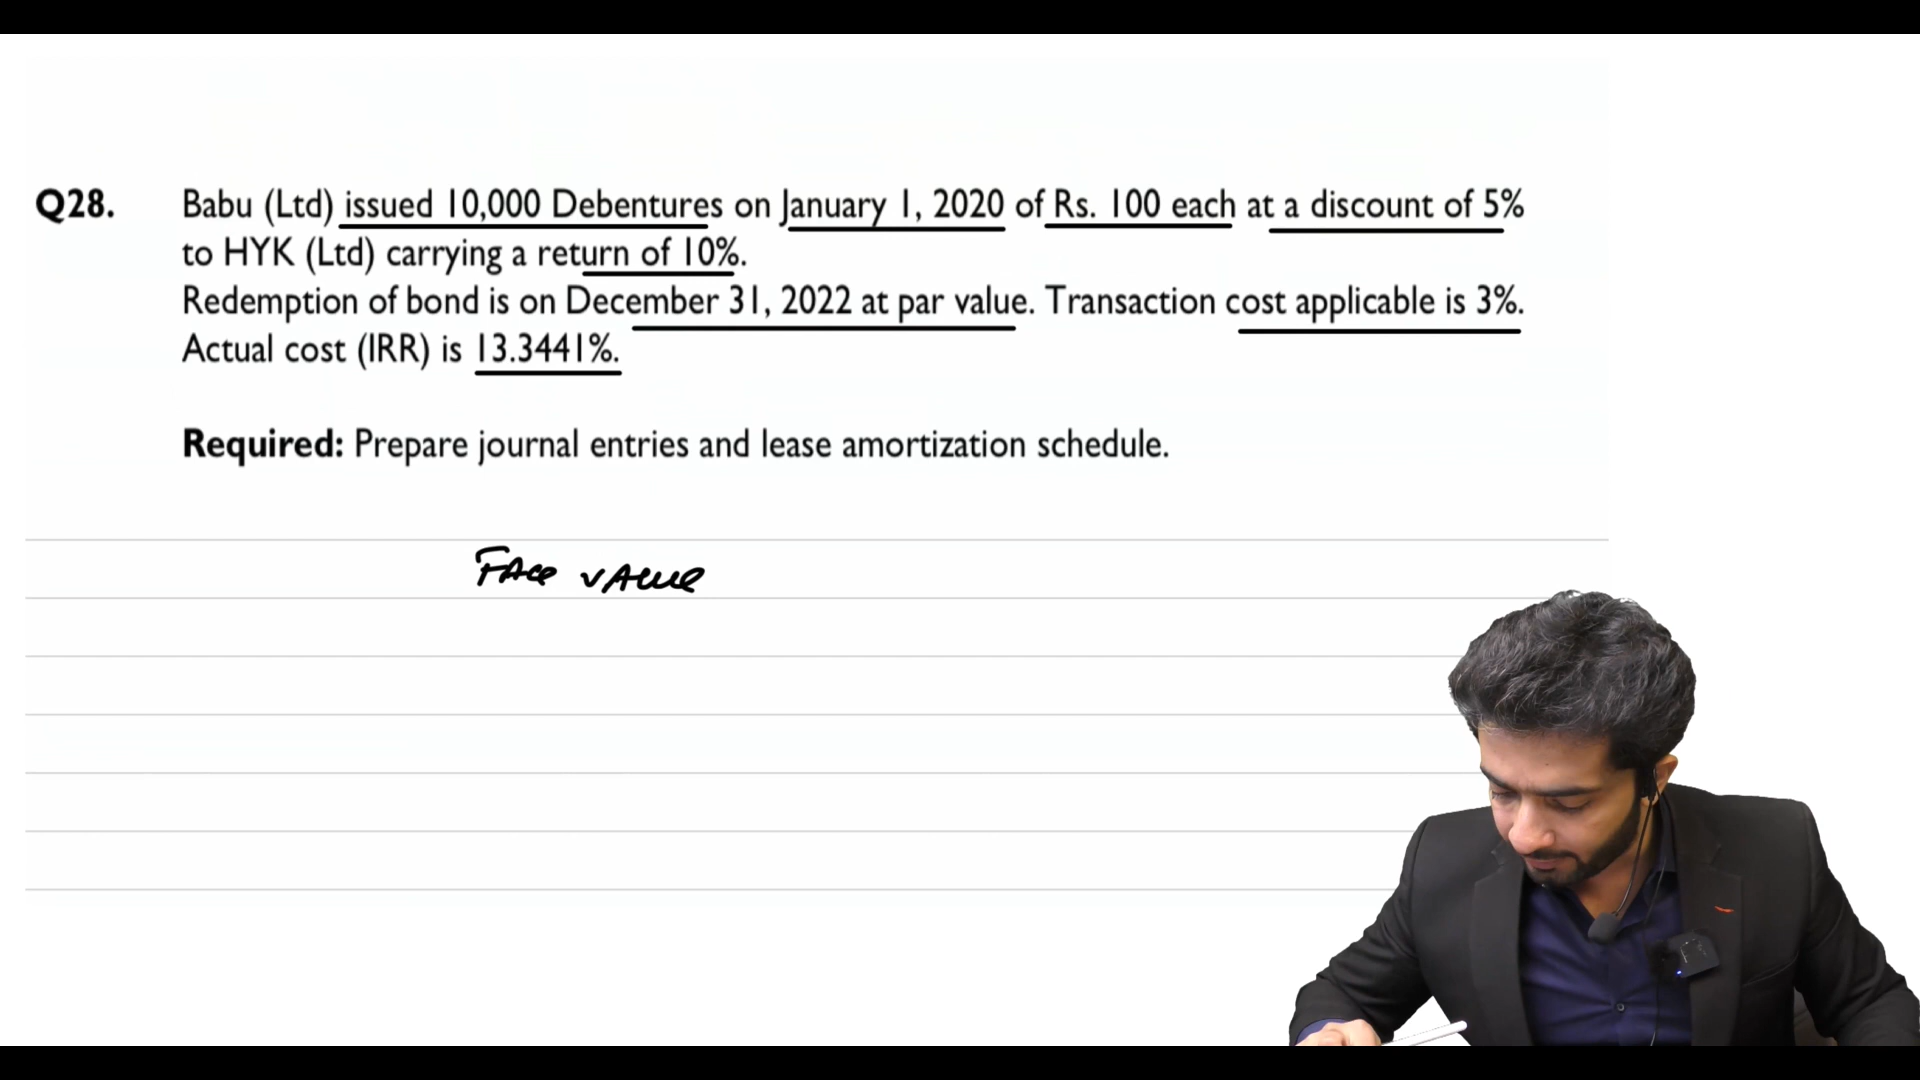 Q28. Babu (Ltd) issued 10,000 Debentures on January 1, 2020 of Rs. 100 each at a discount of 5%
to HYK (Ltd) carrying a return of 10%.
Redemption of bond is on December 31, 2022 at par value. Transaction cost applicable is 3%.
Actual cost (IRR) is 13.3441%.
Required: Prepare journal entries and lease amortization schedule.
FAce vAlue